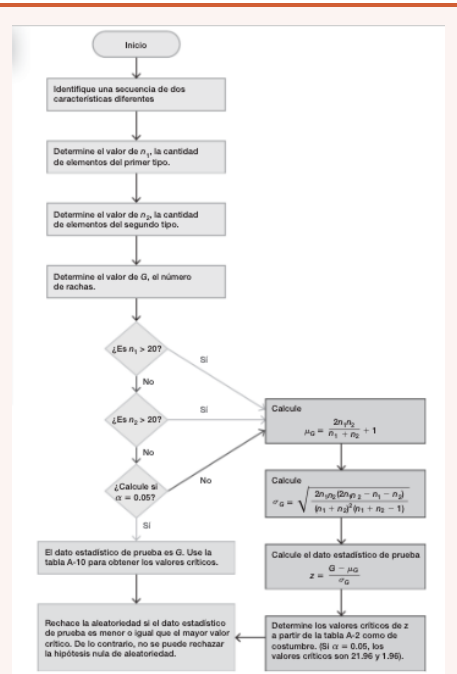 Inicio
Identifique una secuencia de dos
características diferentes
Determine el valor de n₁, la cantidad
de elementos del primer tipo.
Determine el valor de n₂, la cantidad
de elementos del segundo tipo.
Determine el valor de G, el número
de rachas.
¿Es n₁ > 20?
Sí
No
¿Es n₂ > 20?
Sí
No
¿Calcule si
α = 0.05?
No
Sí
El dato estadístico de prueba es G. Use la
tabla A-10 para obtener los valores críticos.
Calcule
μG = 2n₁n₂ / (n₁ + n₂) + 1
Calcule
σG = √((2n₁n₂)(2n₁n₂ − n₁ − n₂) / ((n₁ + n₂)²(n₁ + n₂ − 1)))
Calcule el dato estadístico de prueba
z = (G − μG) / σG
Determine los valores críticos de z
a partir de la tabla A-2 como de
costumbre. (Si α = 0.05, los
valores críticos son 21.96 y 1.96).
Rechace la aleatoriedad si el dato estadístico
de prueba es menor o igual que el mayor valor
crítico. De lo contrario, no se puede rechazar
la hipótesis nula de aleatoriedad.